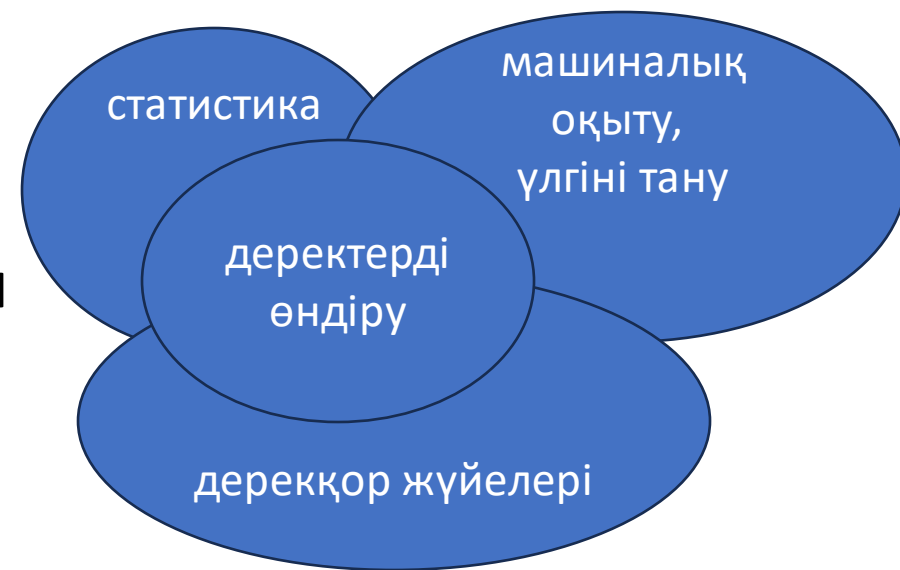 статистика
машиналық
оқыту,
үлгіні тану
деректерді
өндіру
дерекқор жүйелері